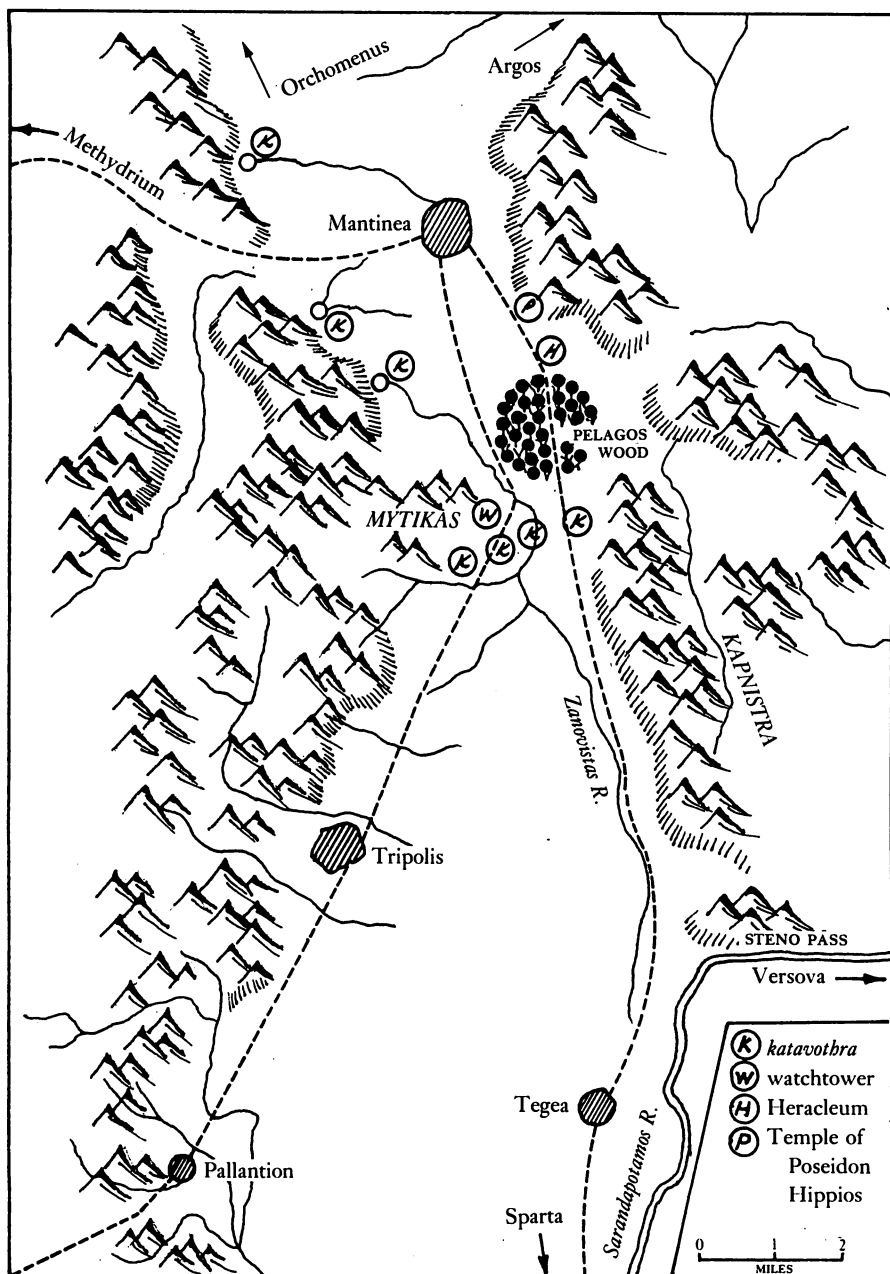 Orchomenus
Argos
Methydrium
K
Mantinea
P
K
H
K
PELAGOS
WOOD
MYTIKAS
W
K
K
K
K
KAPNISTRA
Zanovistas R.
Tripolis
STENO PASS
Versova
K katavothra
W watchtower
H Heracleum
P Temple of
Poseidon
Hippios
Tegea
Sarandapotamos R.
Pallantion
Sparta
0 1 2
MILES